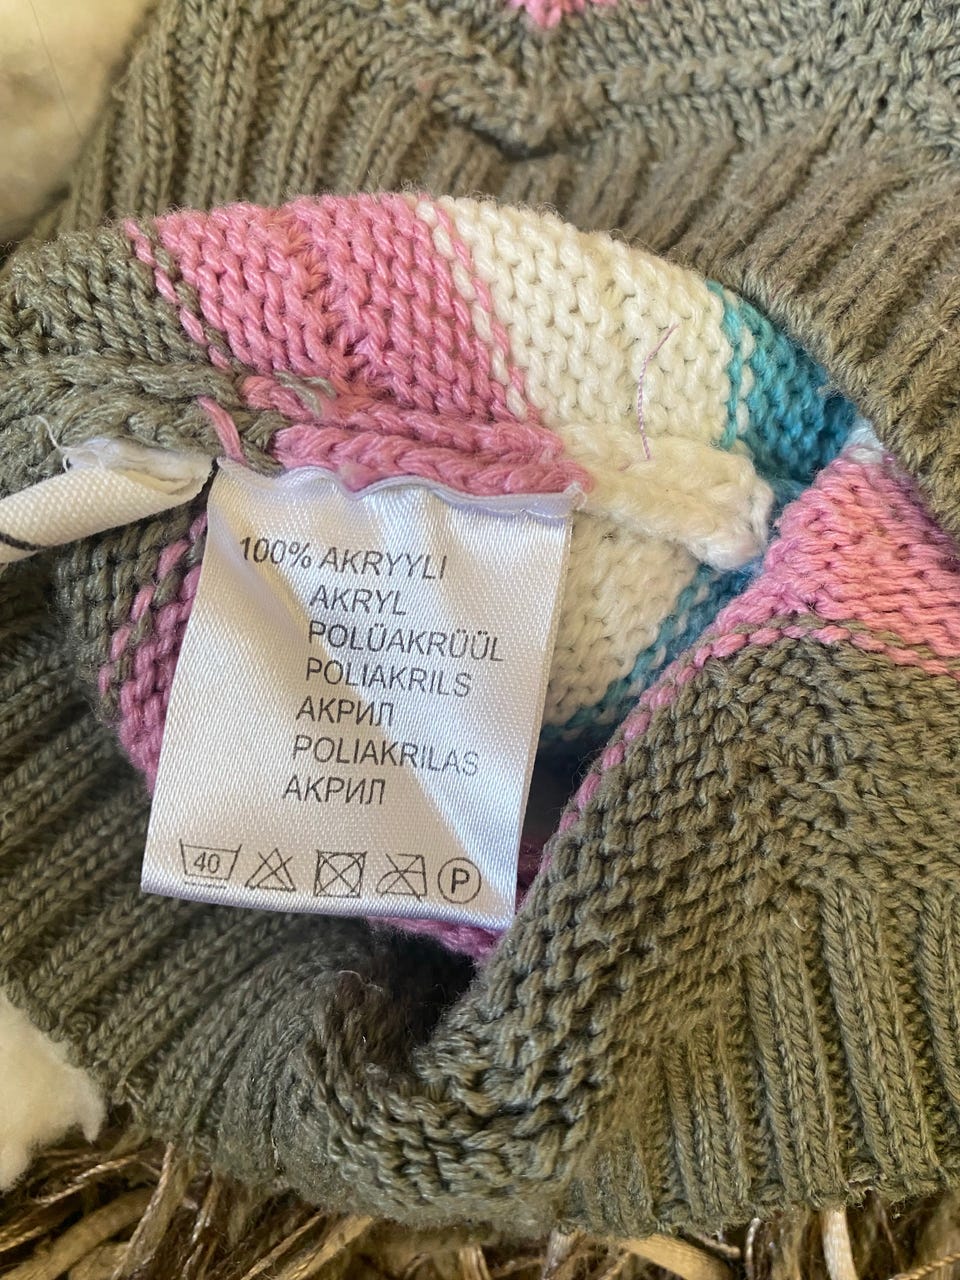 100% AKRYYLI
AKRYL
POLÜAKRÜÜL
POLIAKRILS
АКРИЛ
POLIAKRILAS
АКРИЛ
40 P